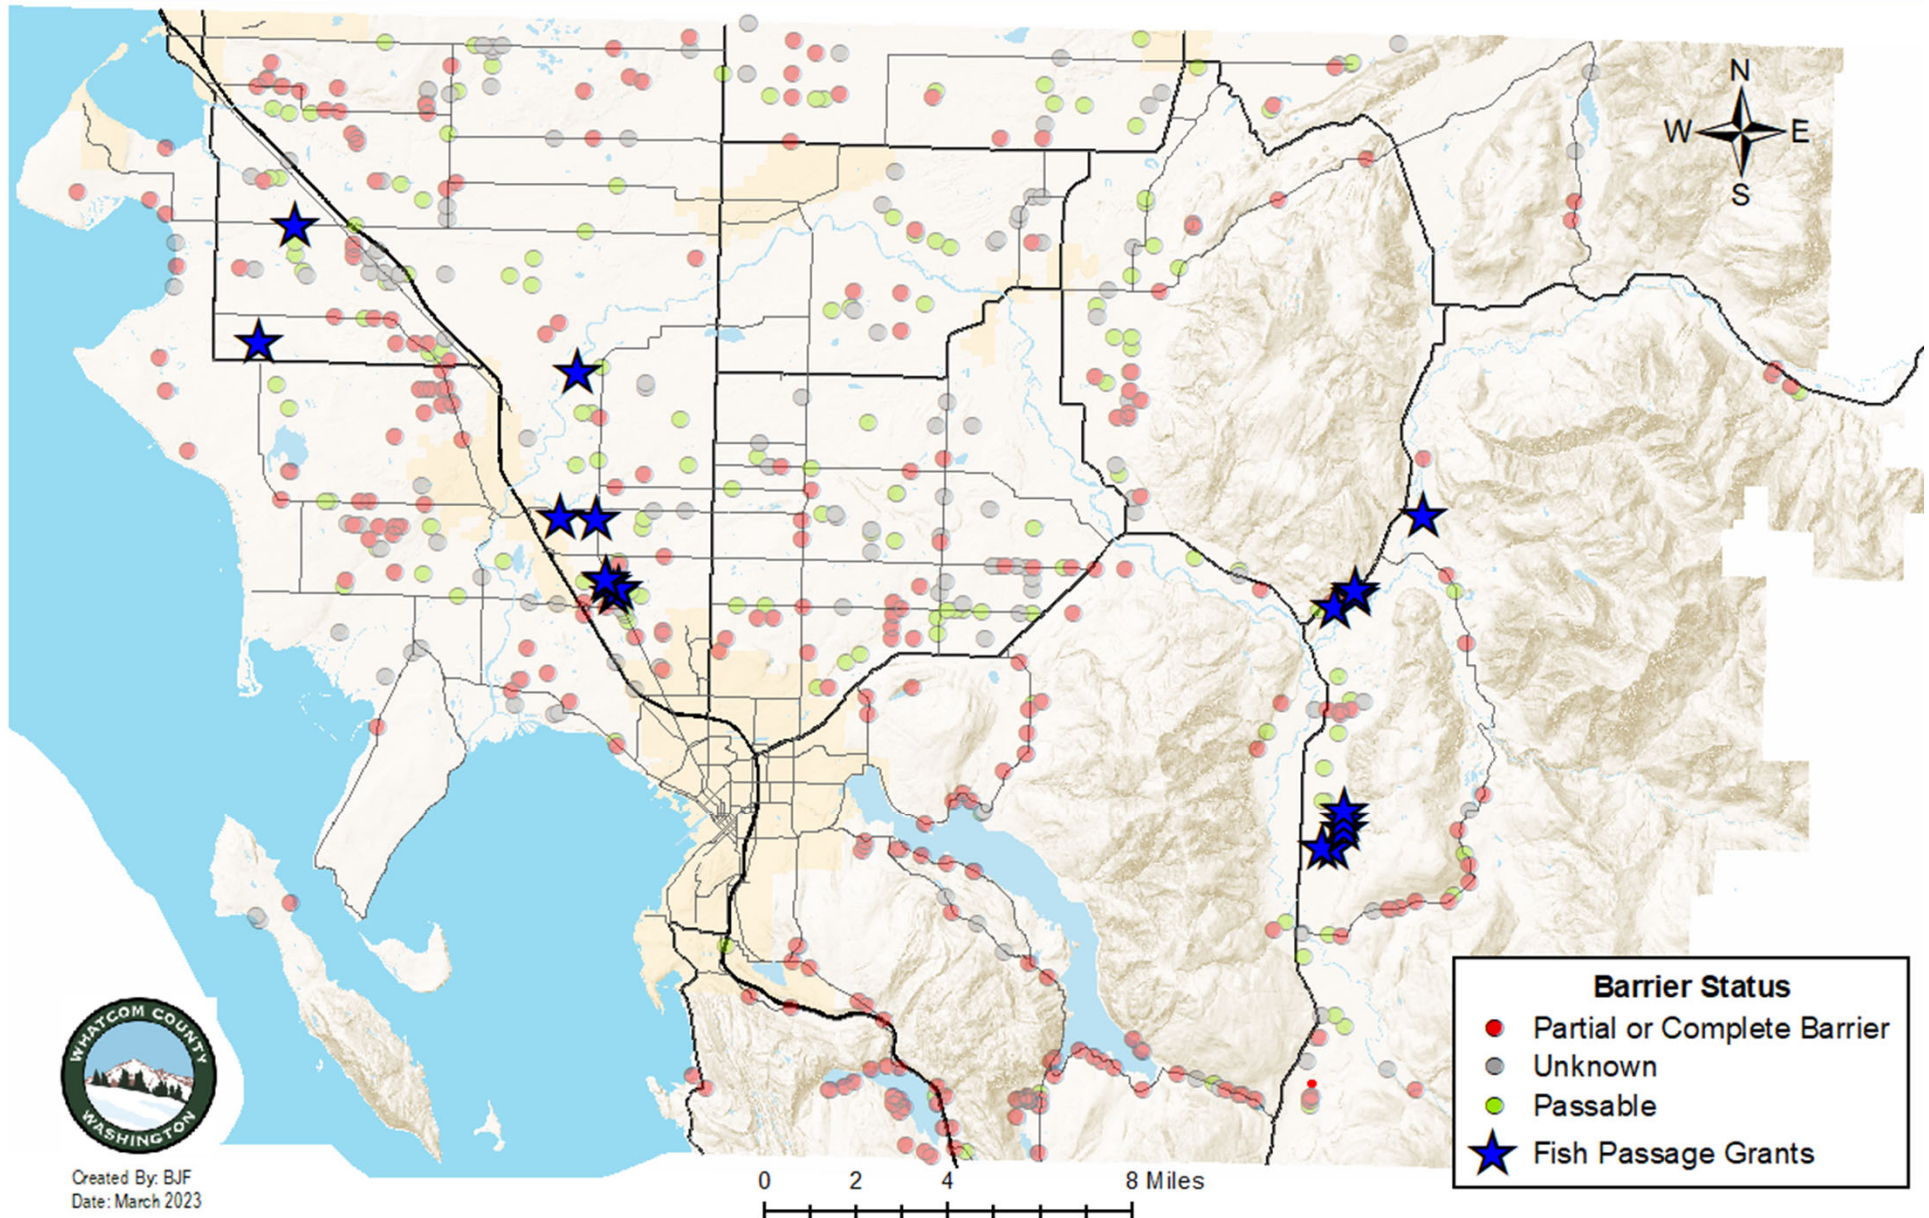 N
W E
S
Barrier Status
Partial or Complete Barrier
Unknown
Passable
Fish Passage Grants
WHATCOM COUNTY
WASHINGTON
Created By: BJF
Date: March 2023
0 2 4 8 Miles